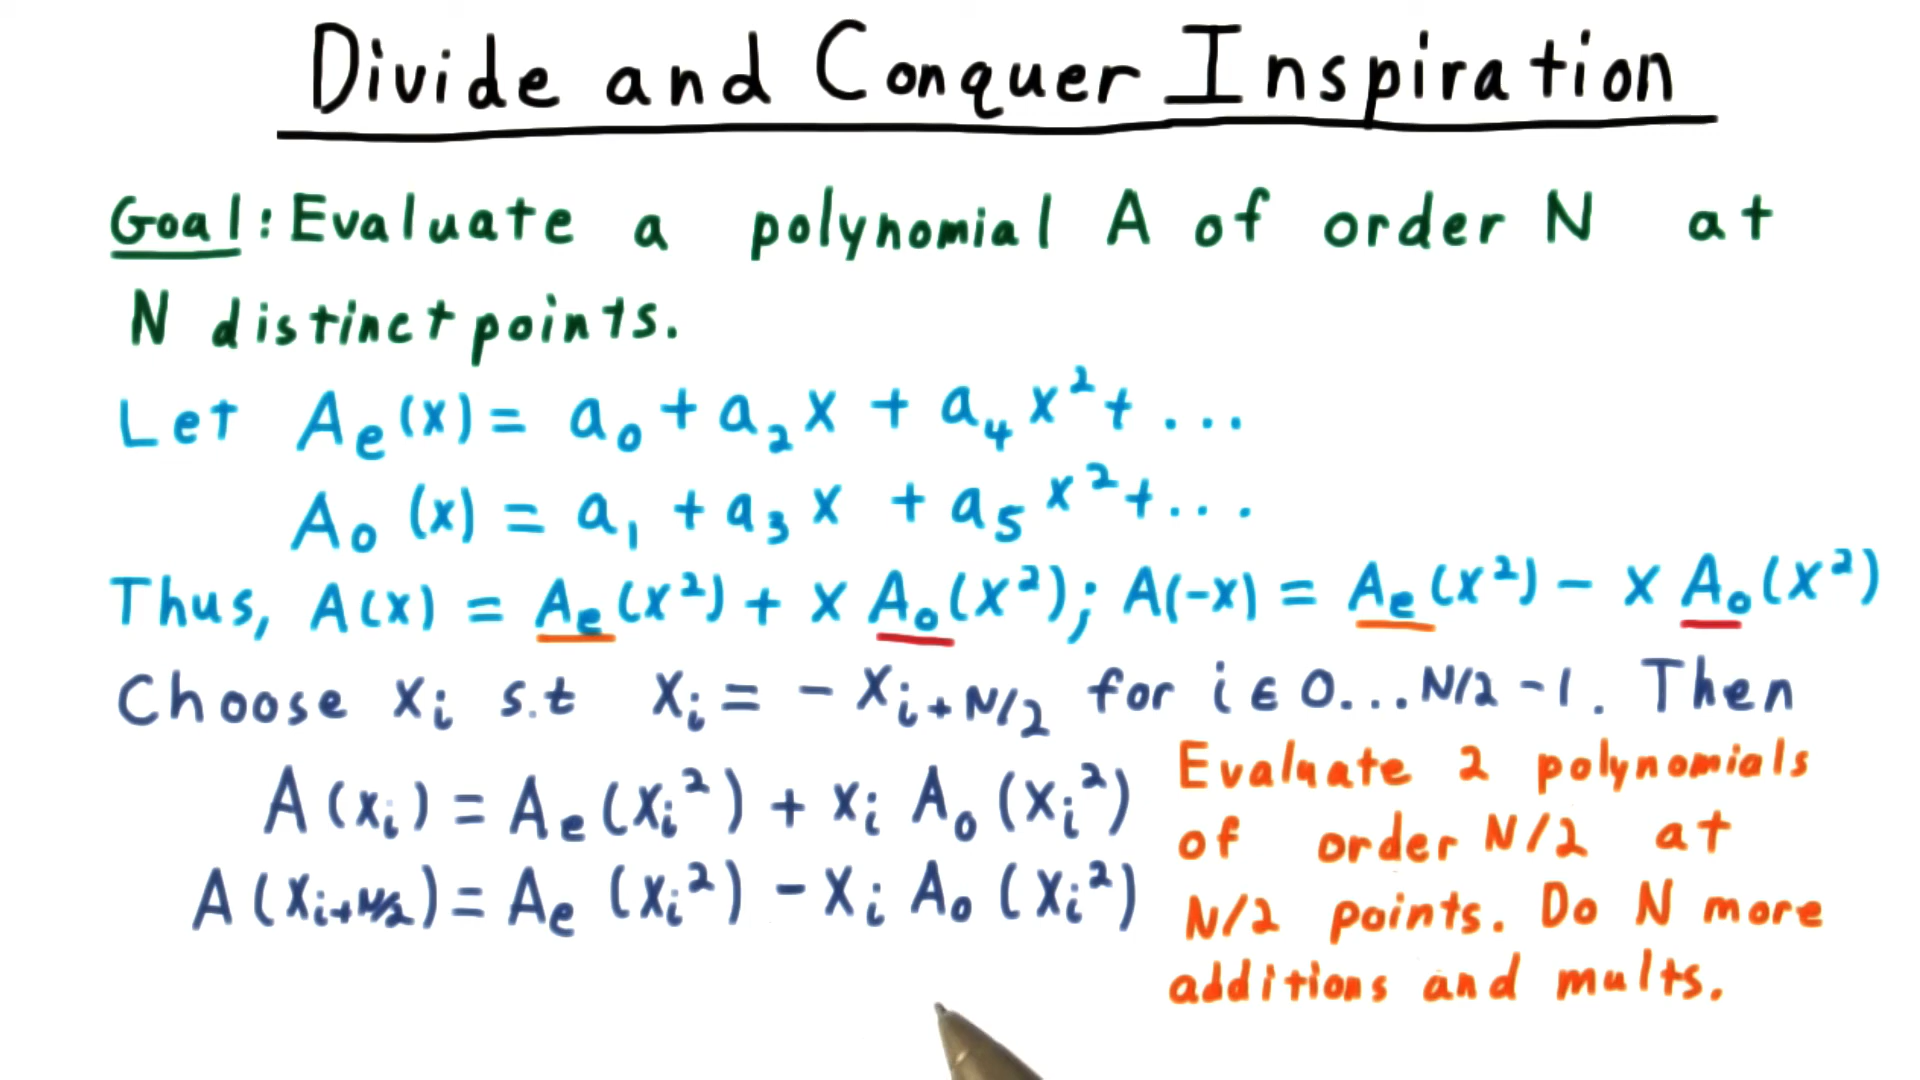 Divide and Conquer Inspiration
Goal: Evaluate a polynomial A of order N at
N distinct points.
Let Aₑ(x) = a₀ + a₂x + a₄x² + ...
Aₒ(x) = a₁ + a₃x + a₅x² + ...
Thus, A(x) = Aₑ(x²) + x Aₒ(x²); A(-x) = Aₑ(x²) - x Aₒ(x²)
Choose xᵢ s.t xᵢ = - x_{i+N/2} for i ∈ 0...N/2 -1. Then
A(xᵢ) = Aₑ(xᵢ²) + xᵢ Aₒ(xᵢ²)
A(x_{i+N/2}) = Aₑ(xᵢ²) - xᵢ Aₒ(xᵢ²)
Evaluate 2 polynomials
of order N/2 at
N/2 points. Do N more
additions and mults.